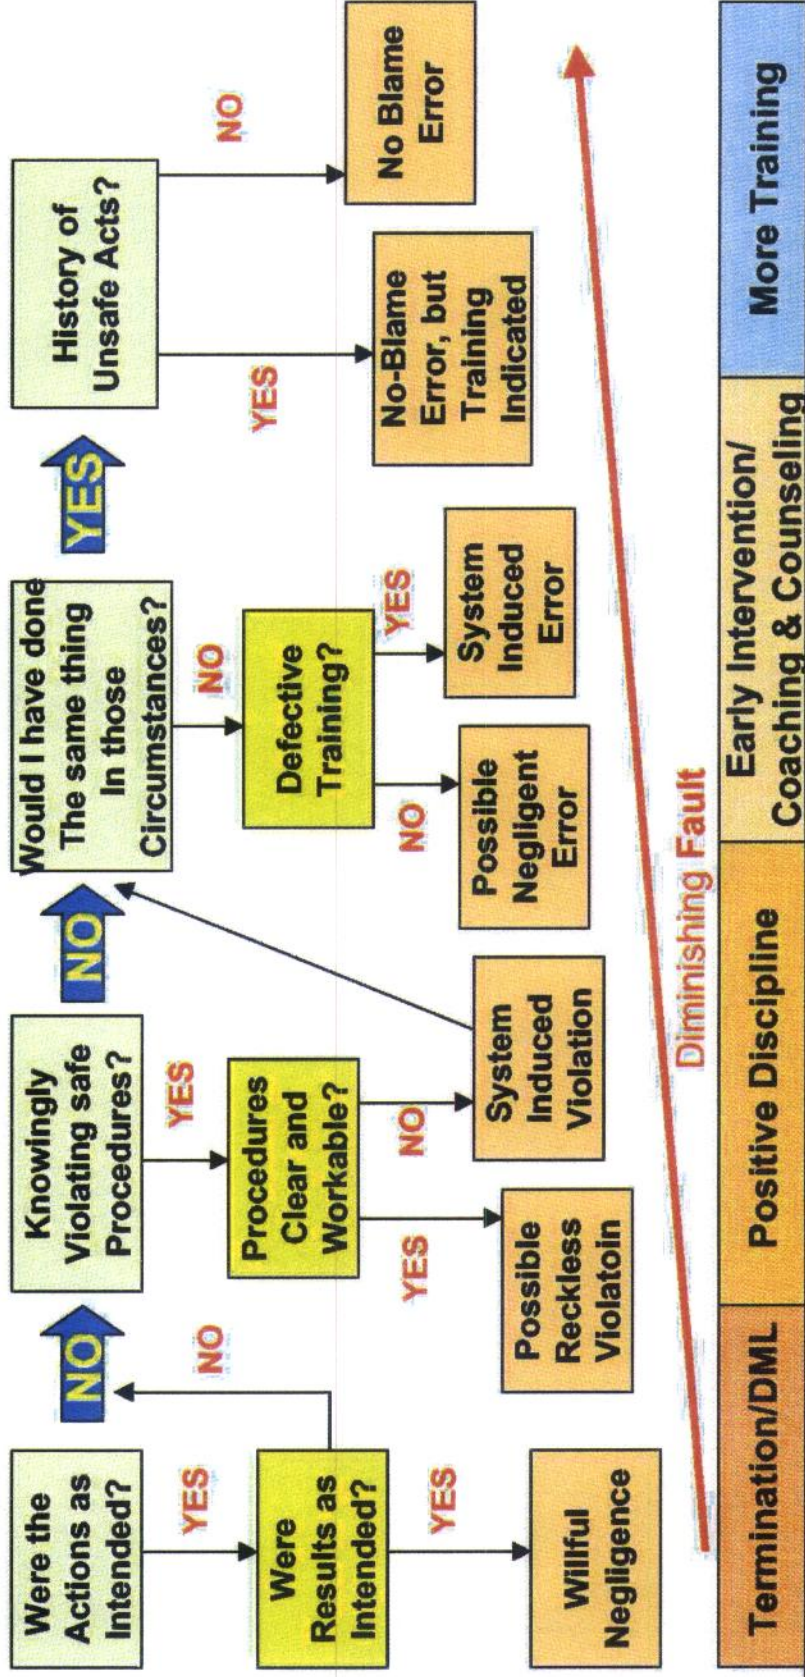 Were the
Actions as
Intended?
YES
Were
Results as
Intended?
YES
Willful
Negligence
NO
NO
Knowingly
Violating safe
Procedures?
YES
Procedures
Clear and
Workable?
YES
Possible
Reckless
Violatoin
NO
System
Induced
Violation
NO
Would I have done
The same thing
In those
Circumstances?
NO
Defective
Training?
NO
Possible
Negligent
Error
YES
System
Induced
Error
YES
History of
Unsafe Acts?
YES
No-Blame
Error, but
Training
Indicated
NO
No Blame
Error
Diminishing Fault
Termination/DML
Positive Discipline
Early Intervention/
Coaching & Counseling
More Training